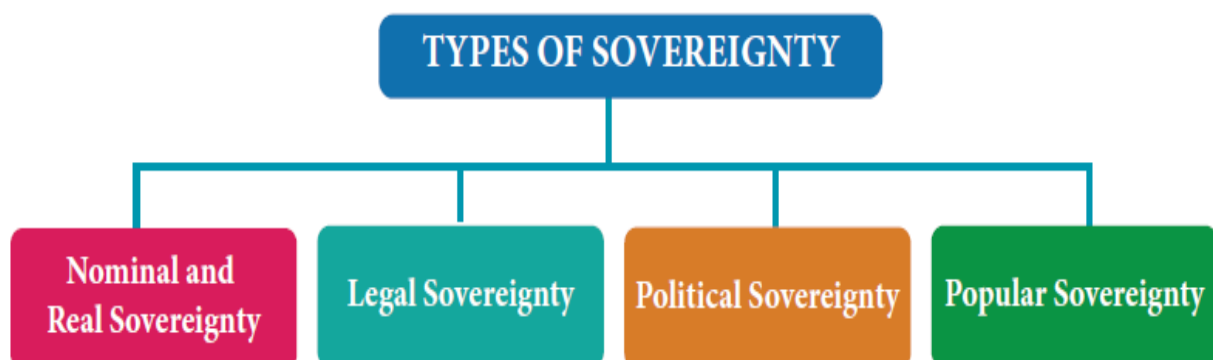 TYPES OF SOVEREIGNTY
Nominal and
Real Sovereignty
Legal Sovereignty
Political Sovereignty
Popular Sovereignty